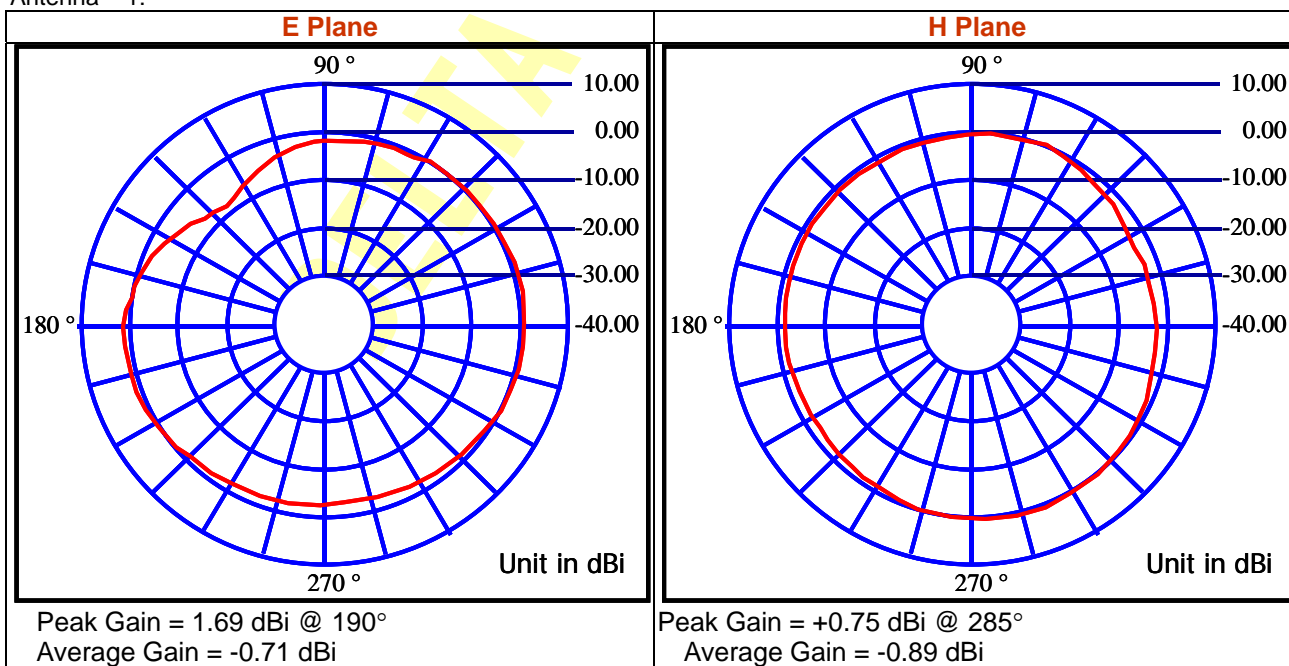 E Plane
H Plane
90 °
10.00
0.00
-10.00
-20.00
-30.00
-40.00
180 °
270 °
Unit in dBi
90 °
10.00
0.00
-10.00
-20.00
-30.00
-40.00
180 °
270 °
Unit in dBi
Peak Gain = 1.69 dBi @ 190°
Average Gain = -0.71 dBi
Peak Gain = +0.75 dBi @ 285°
Average Gain = -0.89 dBi